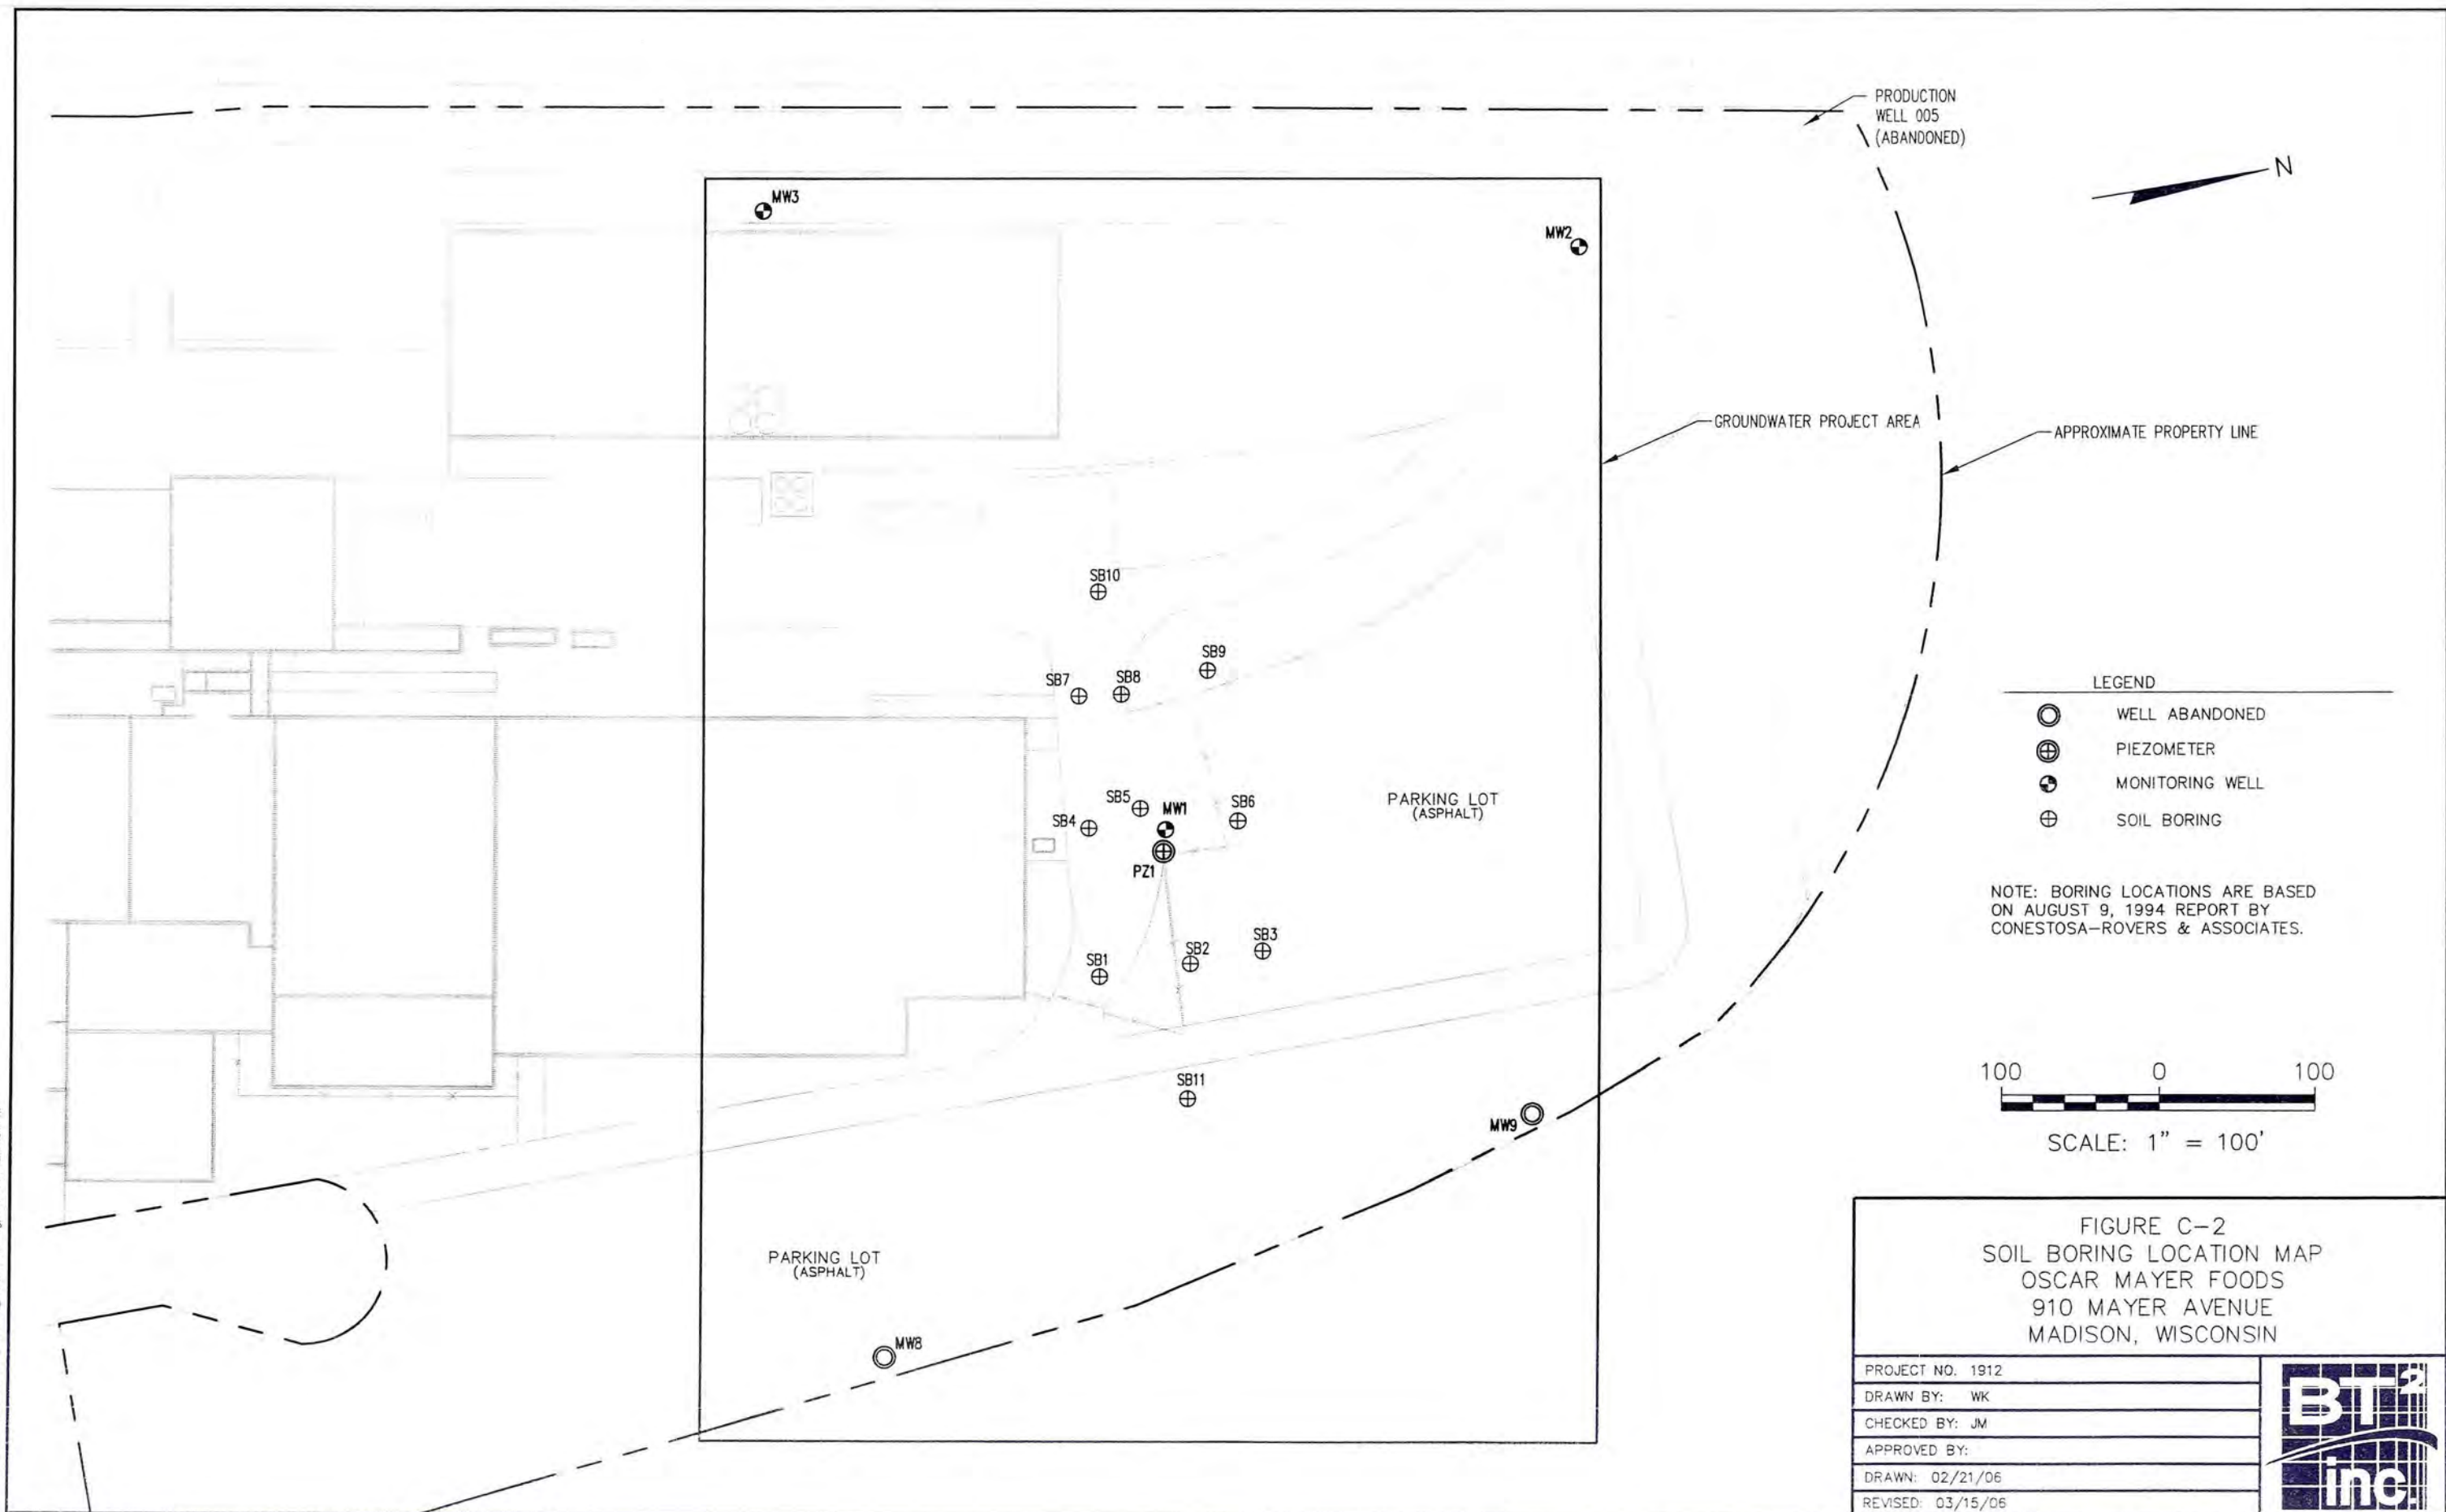 PRODUCTION
WELL 005
(ABANDONED)
N
MW3
MW2
GROUNDWATER PROJECT AREA
APPROXIMATE PROPERTY LINE
SB10
SB9
SB7
SB8
LEGEND
WELL ABANDONED
PIEZOMETER
MONITORING WELL
SOIL BORING
PARKING LOT
(ASPHALT)
SB5
MW1
SB6
SB4
PZ1
NOTE: BORING LOCATIONS ARE BASED
ON AUGUST 9, 1994 REPORT BY
CONESTOSA-ROVERS & ASSOCIATES.
SB1
SB2
SB3
SB11
MW9
100 0 100
SCALE: 1" = 100'
PARKING LOT
(ASPHALT)
MW8
FIGURE C-2
SOIL BORING LOCATION MAP
OSCAR MAYER FOODS
910 MAYER AVENUE
MADISON, WISCONSIN
PROJECT NO. 1912
DRAWN BY: WK
CHECKED BY: JM
APPROVED BY:
DRAWN: 02/21/06
REVISED: 03/15/06
BT²
inc.